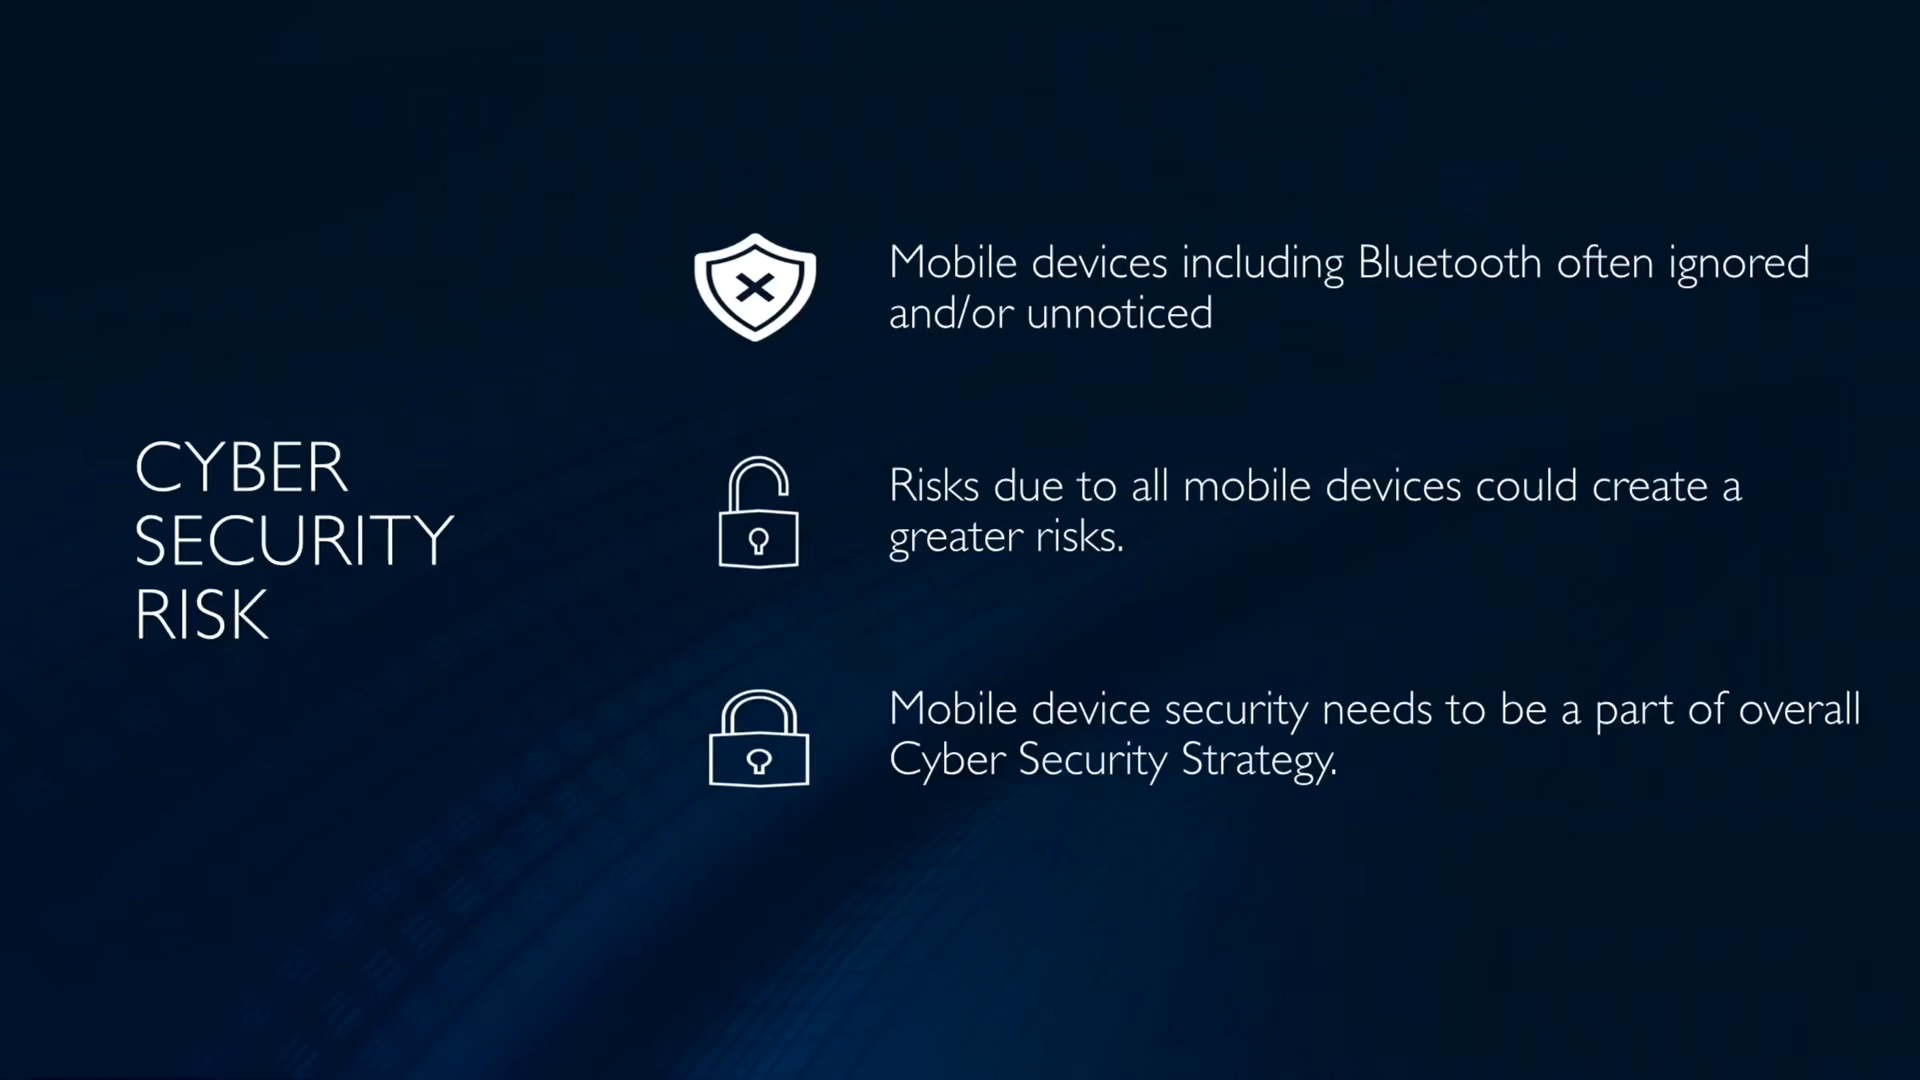 CYBER
SECURITY
RISK
Mobile devices including Bluetooth often ignored
and/or unnoticed
Risks due to all mobile devices could create a
greater risks.
Mobile device security needs to be a part of overall
Cyber Security Strategy.